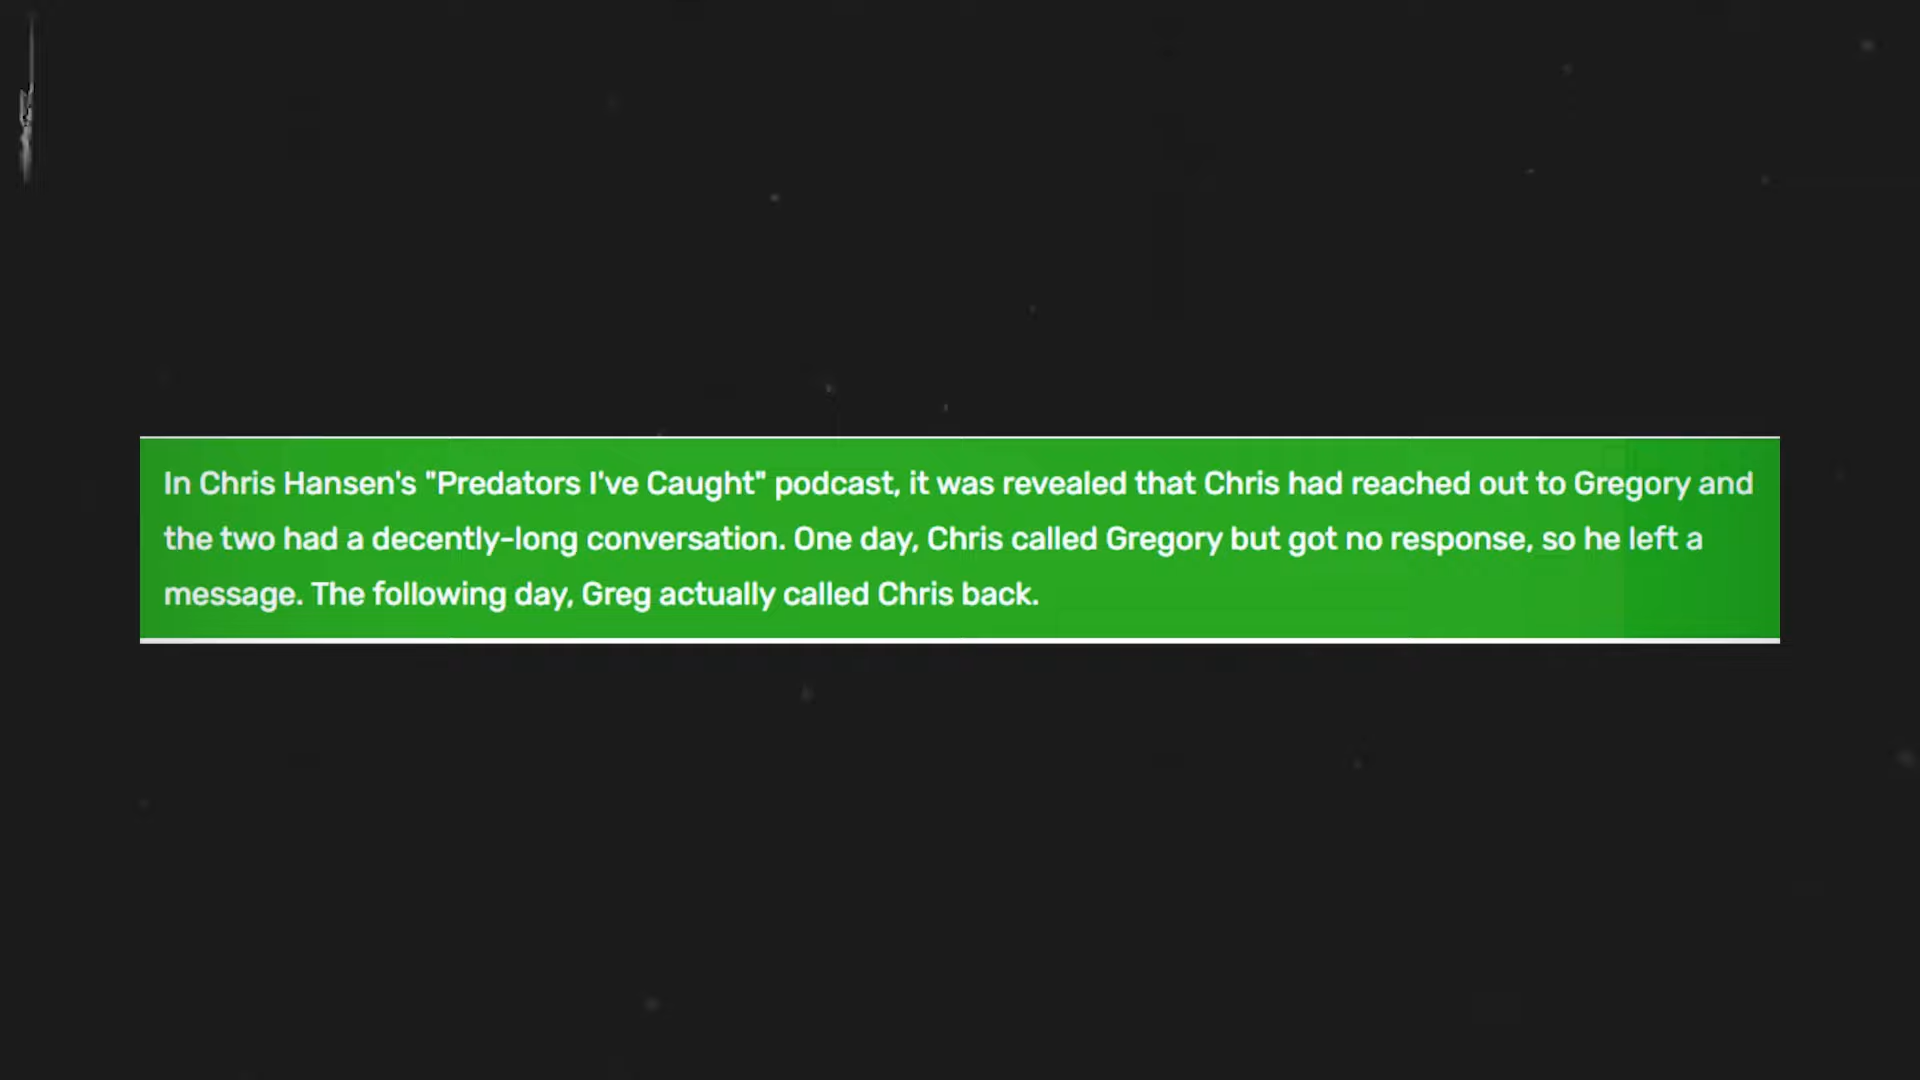 In Chris Hansen's "Predators I've Caught" podcast, it was revealed that Chris had reached out to Gregory and
the two had a decently-long conversation. One day, Chris called Gregory but got no response, so he left a
message. The following day, Greg actually called Chris back.